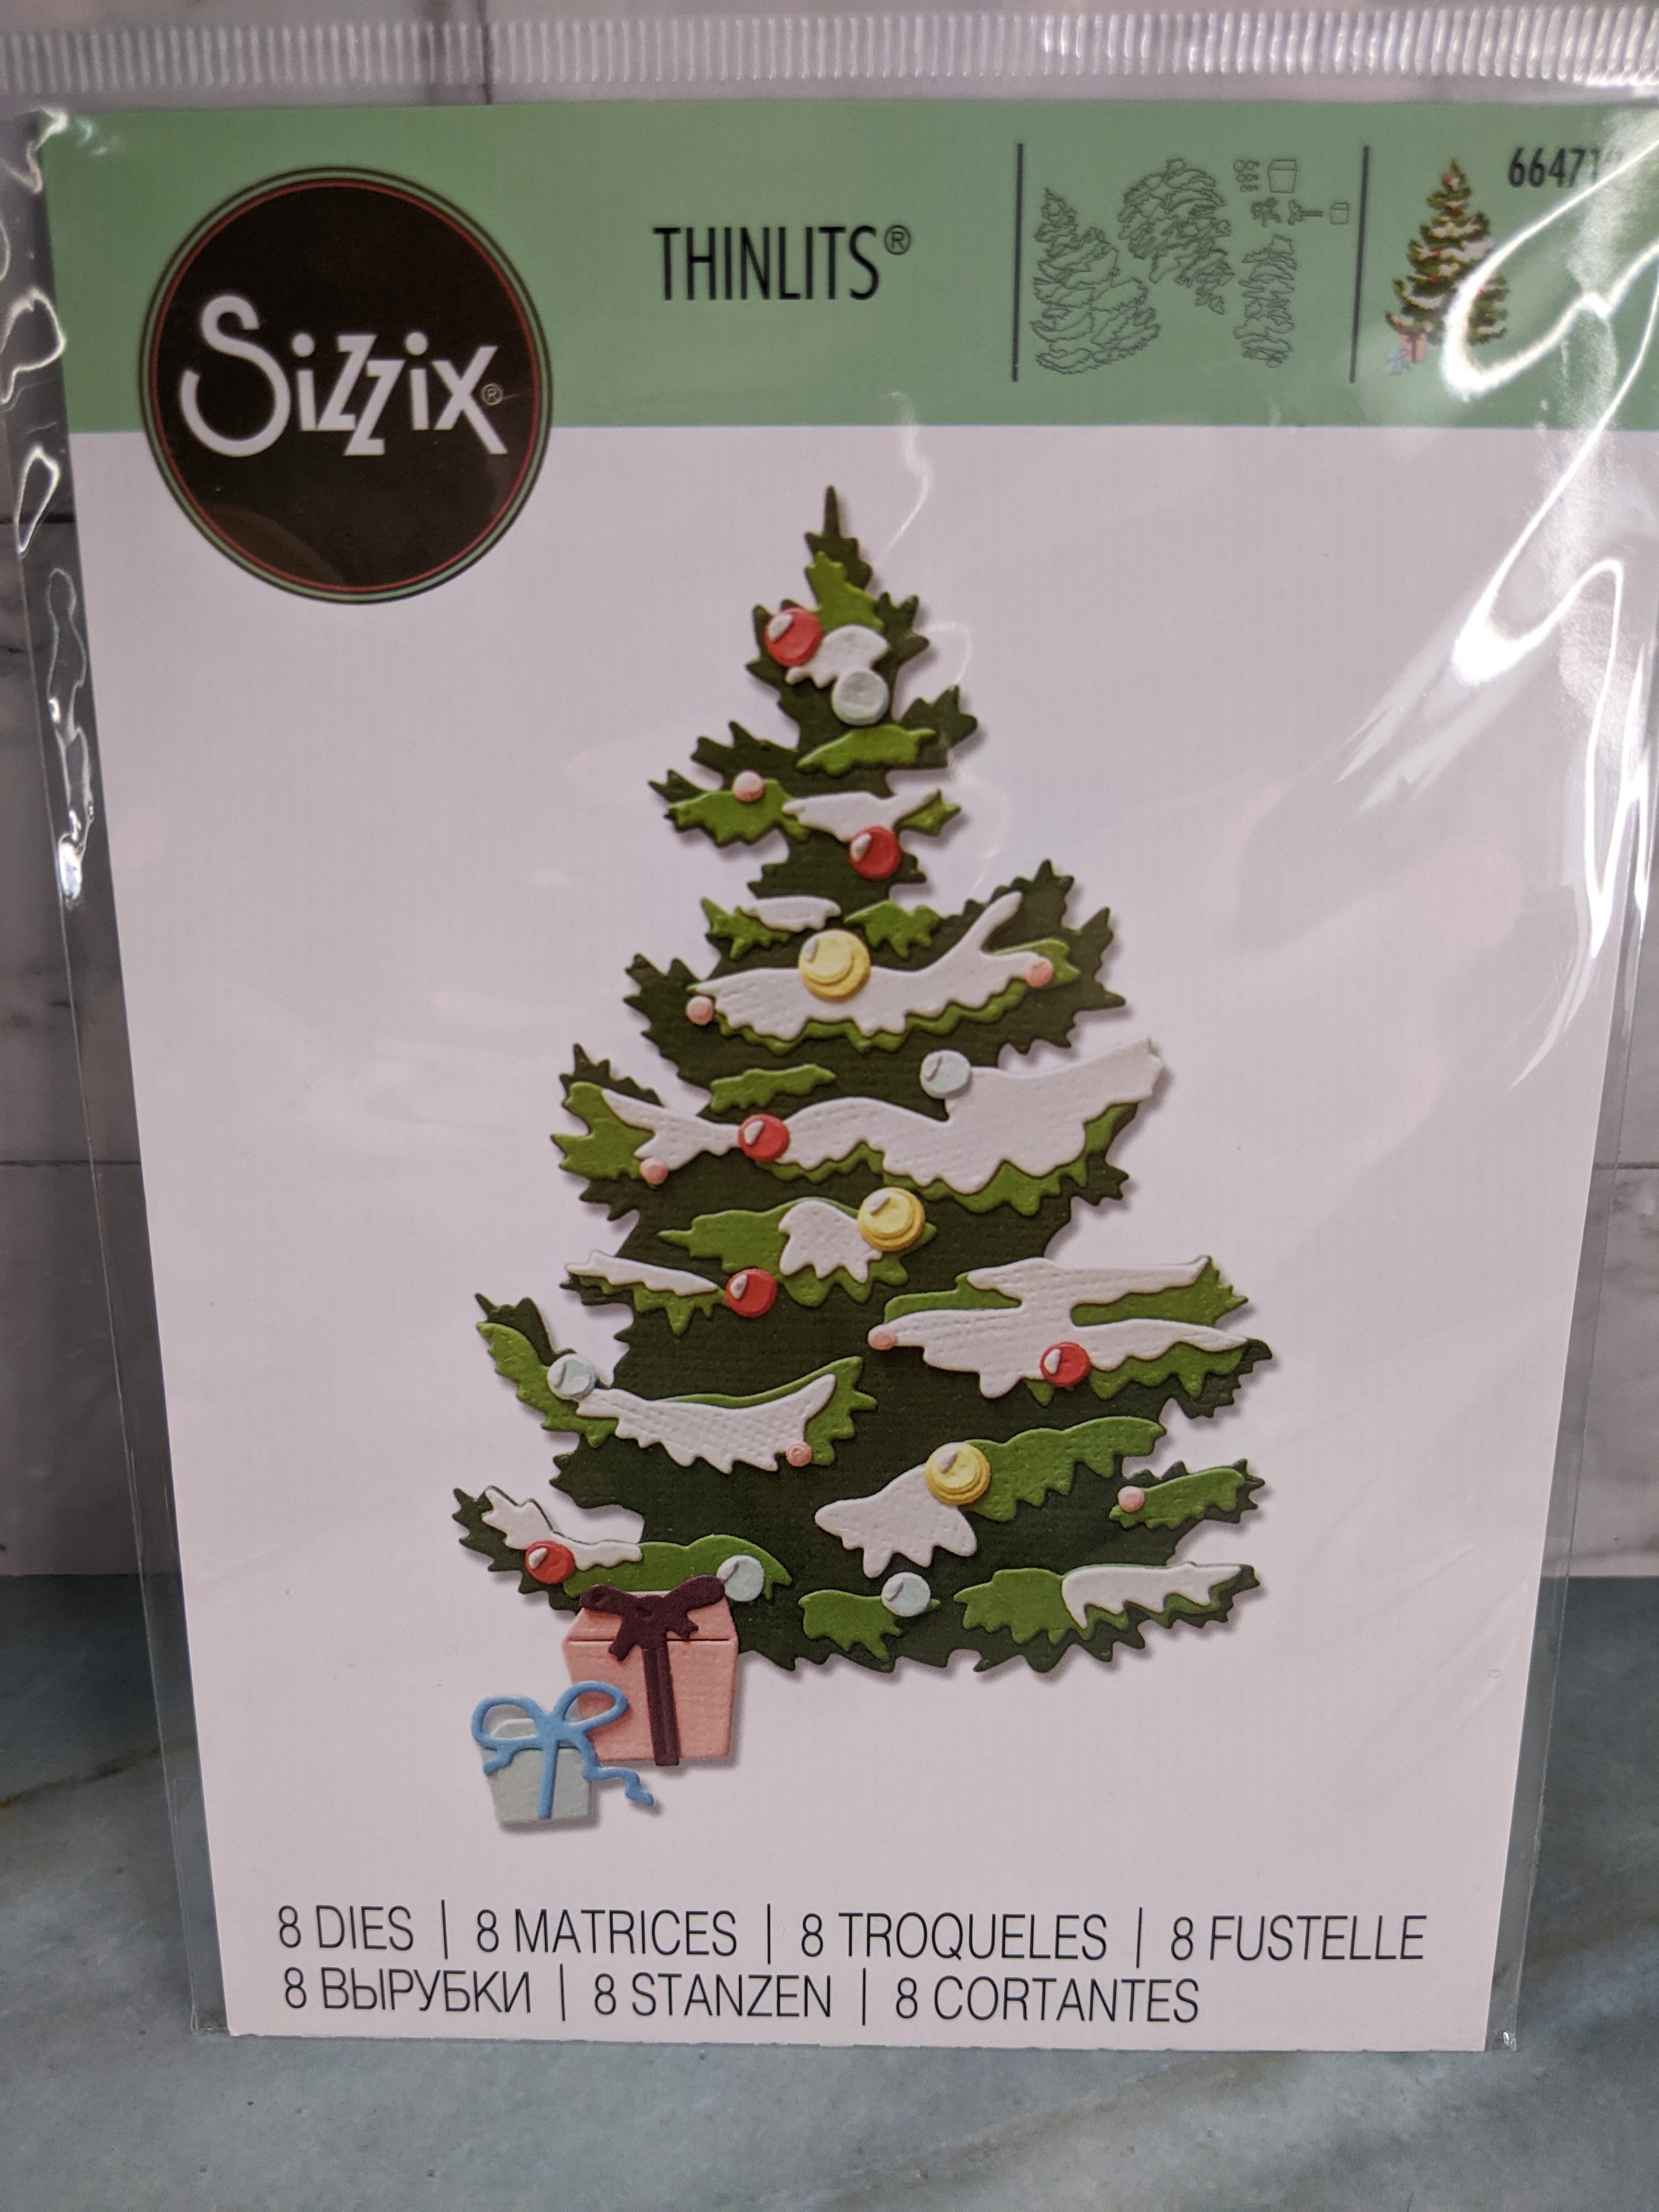 Sizzix®
THINLITS®
8 DIES | 8 MATRICES | 8 TROQUELES | 8 FUSTELLE
8 ВЫРУБКИ | 8 STANZEN | 8 CORTANTES